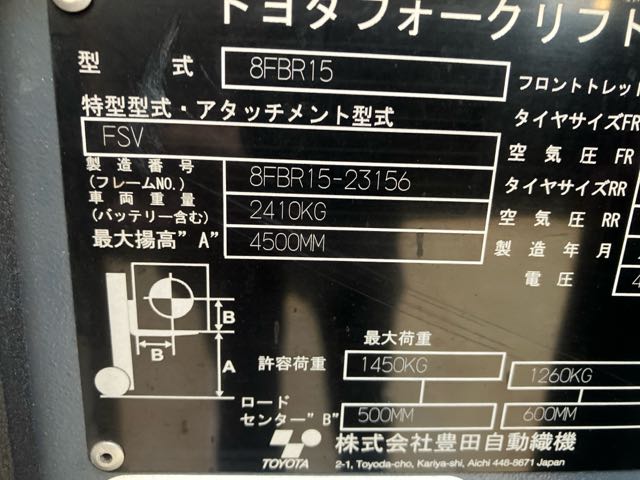 トヨタフォークリフト
型式 8FBR15
フロントトレッド
特型型式・アタッチメント型式
タイヤサイズFR
FSV
空気圧 FR
製造番号
(フレームNO.) 8FBR15-23156
タイヤサイズRR
車両重量
(バッテリー含む) 2410KG
空気圧 RR
最大揚高"A" 4500MM
製造年月
電圧 4
B
B
A
最大荷重
許容荷重 1450KG 1260KG
ロード
センター"B" 500MM 600MM
TOYOTA
株式会社豊田自動織機
2-1, Toyoda-cho, Kariya-shi, Aichi 448-8671 Japan